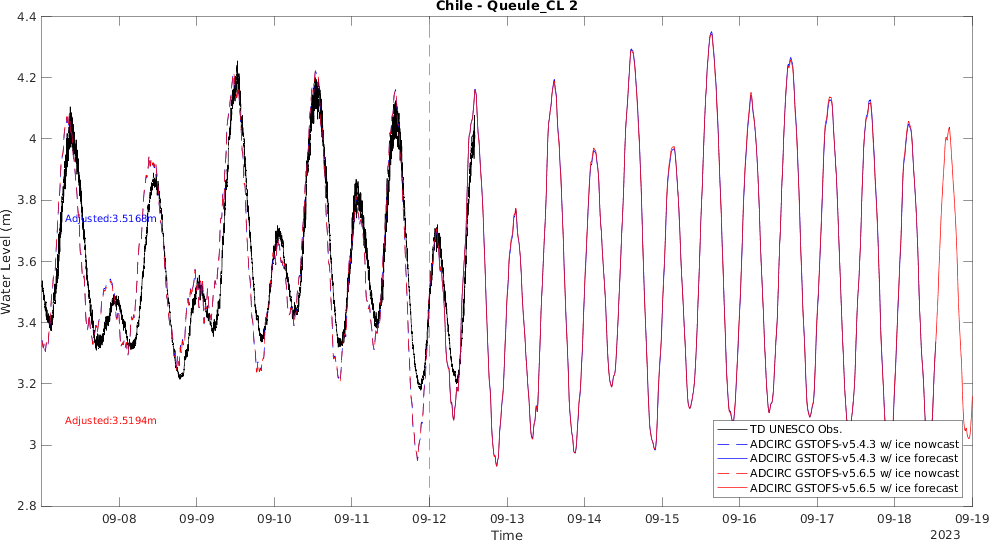 Chile - Queule_CL 2
4.4
4.2
4
3.8
3.6
3.4
3.2
3
2.8
Water Level (m)
Adjusted:3.5168m
Adjusted:3.5194m
TD UNESCO Obs.
ADCIRC GSTOFS-v5.4.3 w/ ice nowcast
ADCIRC GSTOFS-v5.4.3 w/ ice forecast
ADCIRC GSTOFS-v5.6.5 w/ ice nowcast
ADCIRC GSTOFS-v5.6.5 w/ ice forecast
09-08 09-09 09-10 09-11 09-12 09-13 09-14 09-15 09-16 09-17 09-18 09-19
Time
2023